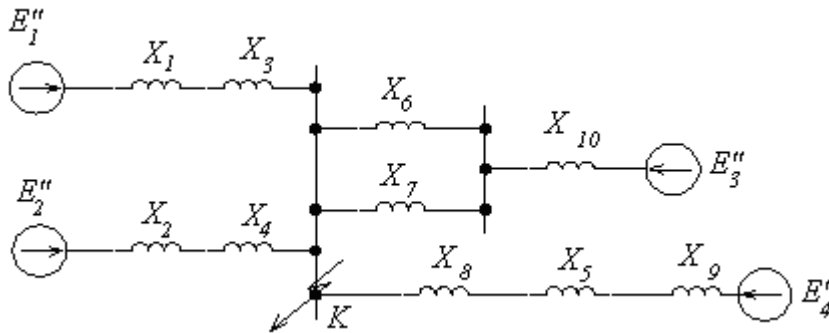 E″₁
X₁ X₃
X₆
X₁₀
E″₃
X₇
E″₂
X₂ X₄
X₈ X₅ X₉
E″₄
K